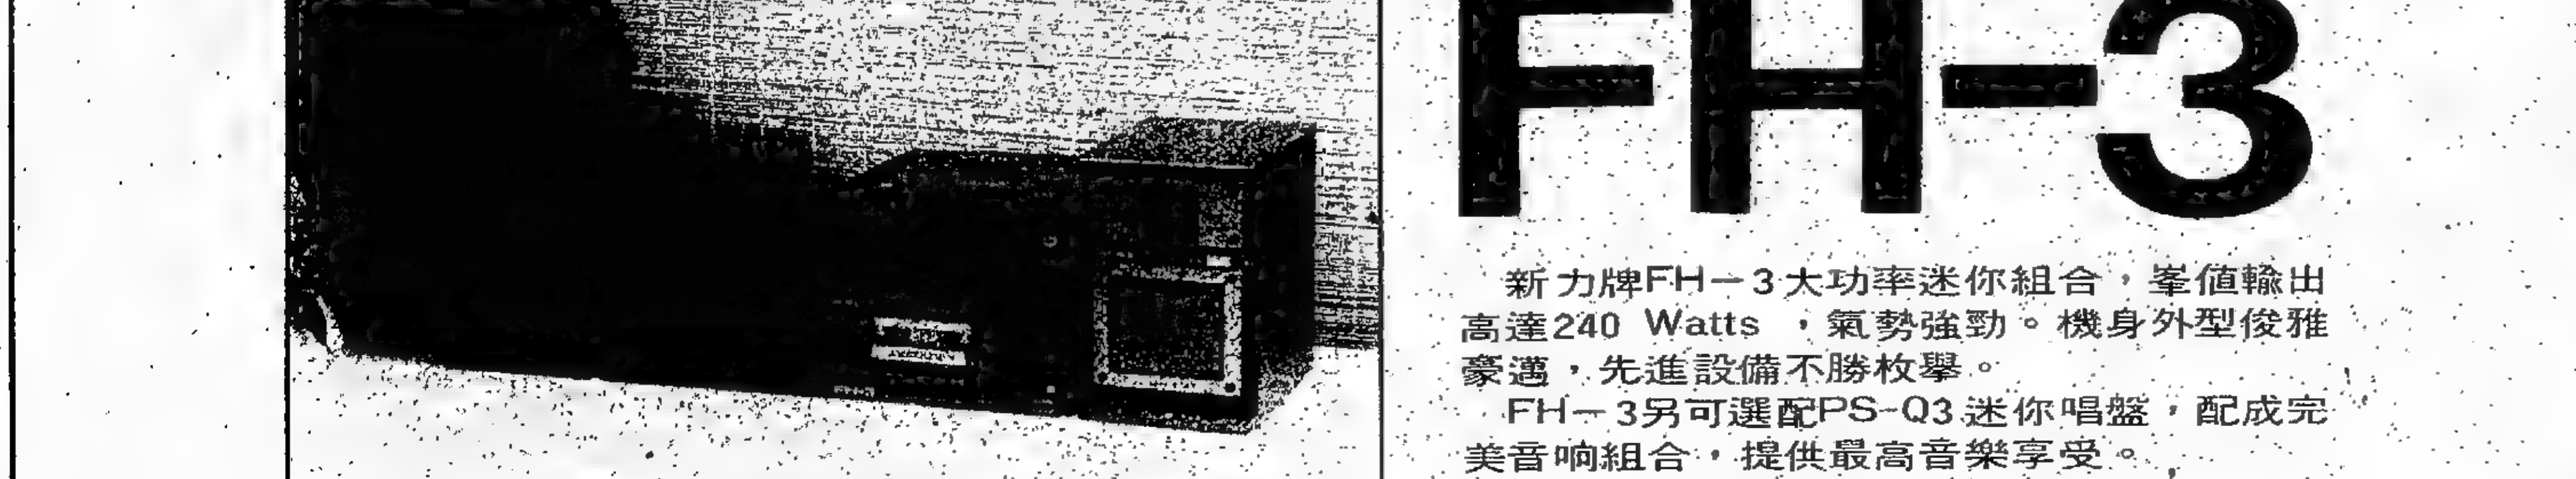 FH-3
新力牌FH－3大功率迷你組合，峯値輸出
高達240 Watts ，氣勢強勁。機身外型俊雅
豪邁，先進設備不勝枚舉。
FH－3另可選配PS-Q3迷你唱盤，配成完
美音响組合，提供最高音樂享受。